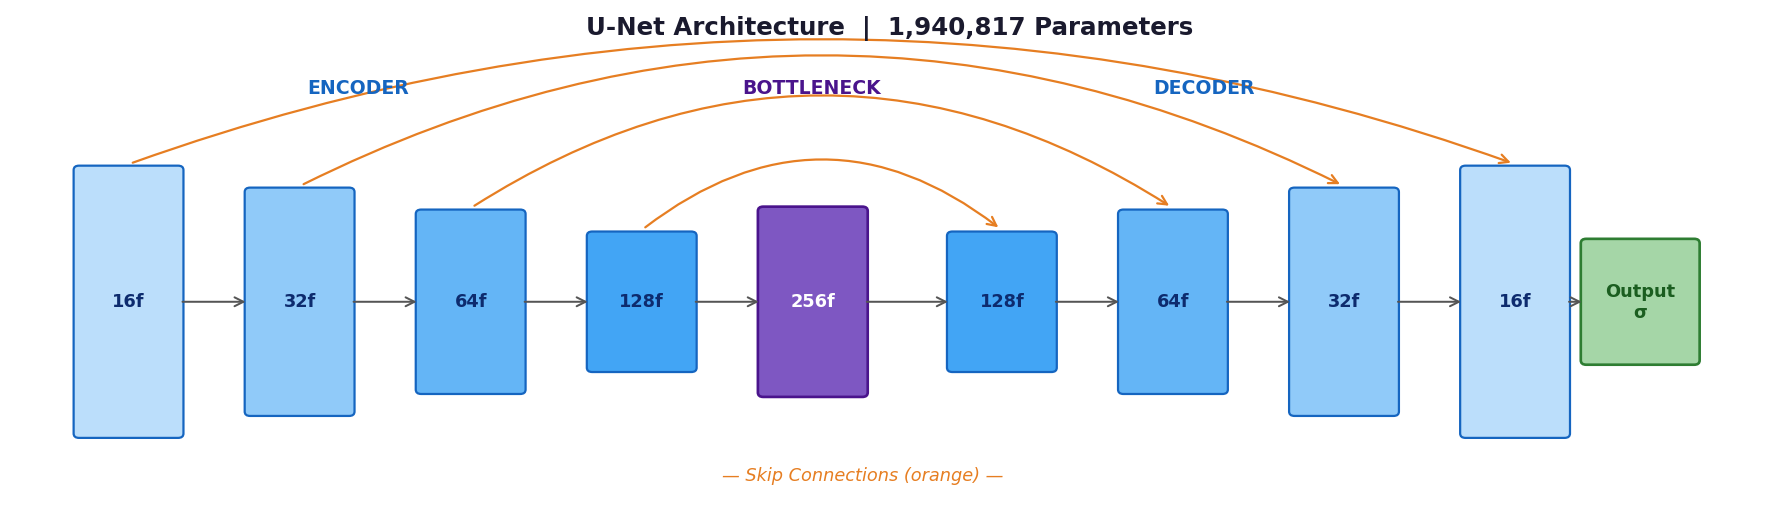 U-Net Architecture | 1,940,817 Parameters
ENCODER
BOTTLENECK
DECODER
16f
32f
64f
128f
256f
128f
64f
32f
16f
Output
σ
— Skip Connections (orange) —